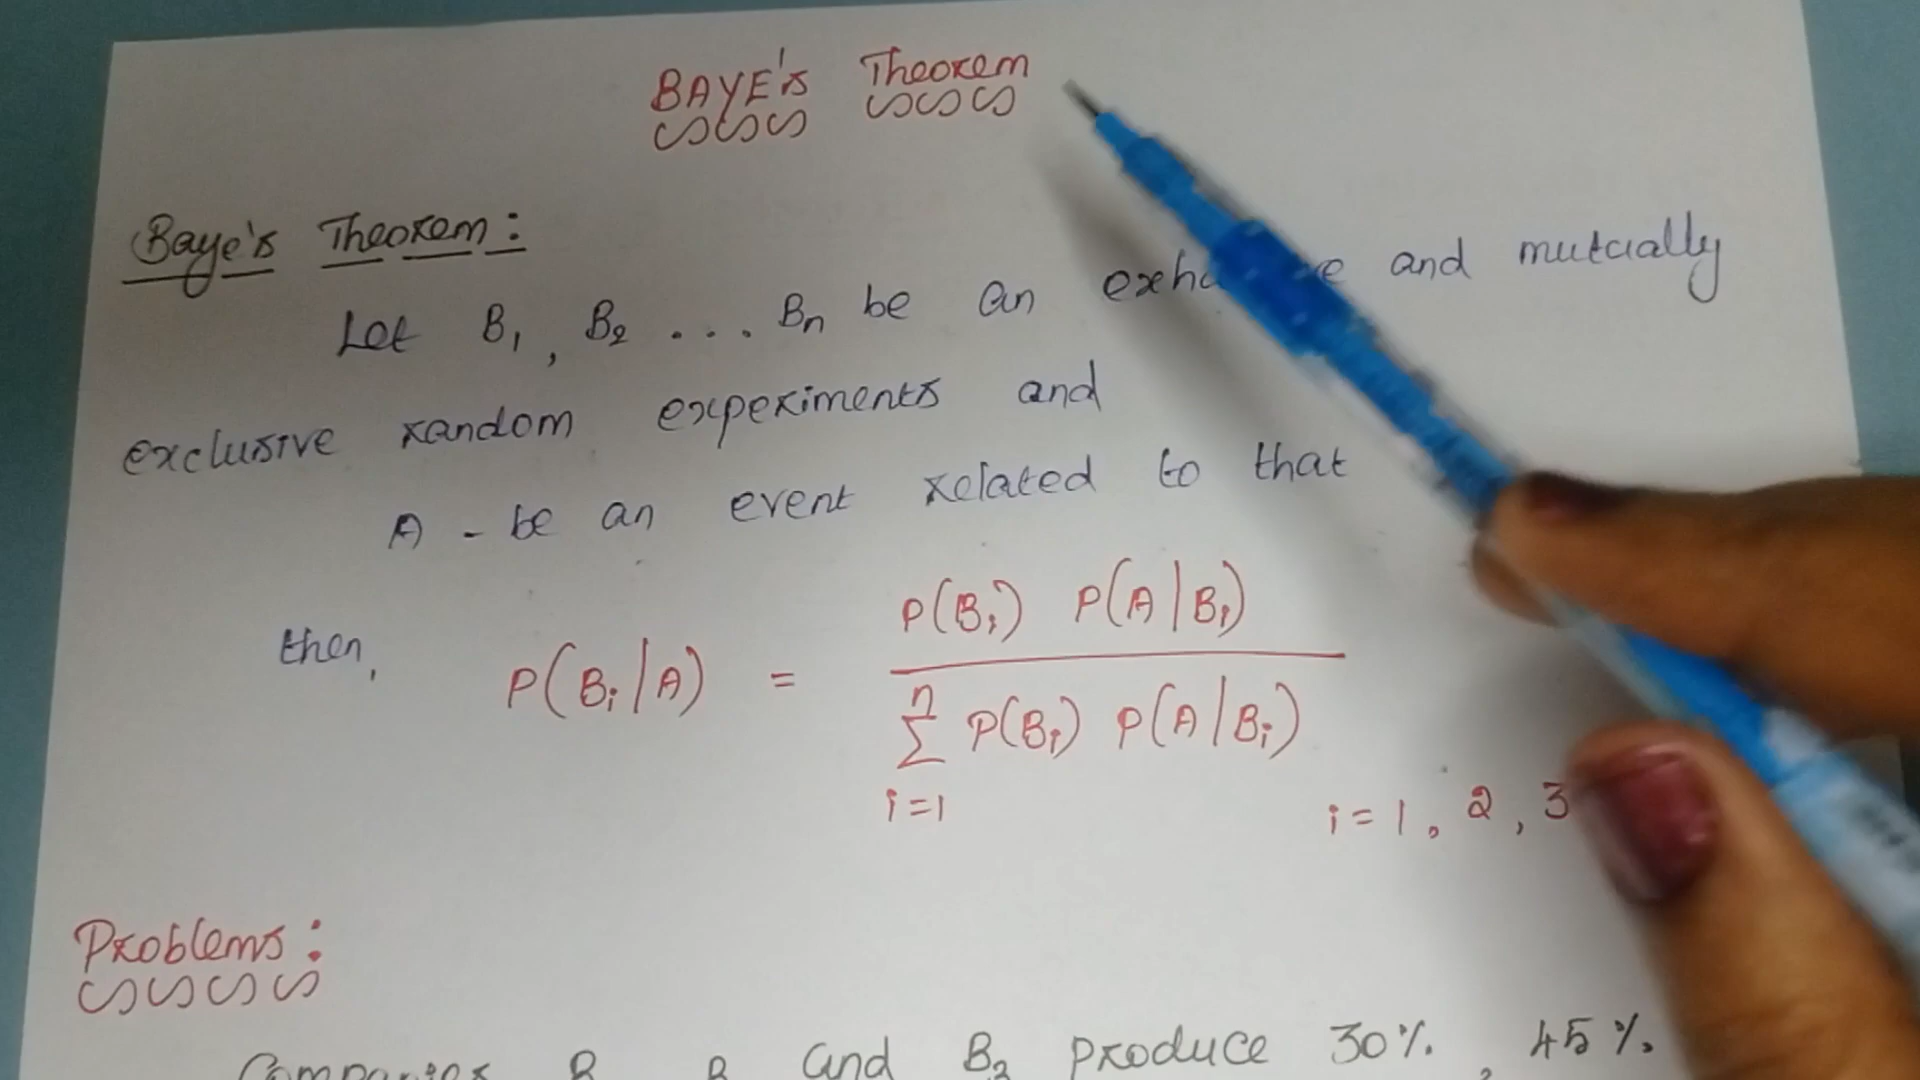 BAYE's Theorem
Baye's Theorem:
Let B1, B2 ... Bn be an and mutually
exclusive random experiments and
A - be an event related to that
then, P(Bi/A) = P(Bi) P(A/Bi)
n
Σ P(Bi) P(A/Bi)
i=1
i=1, 2, 3
Problems:
Companies B B and B3 produce 30%, 45%.